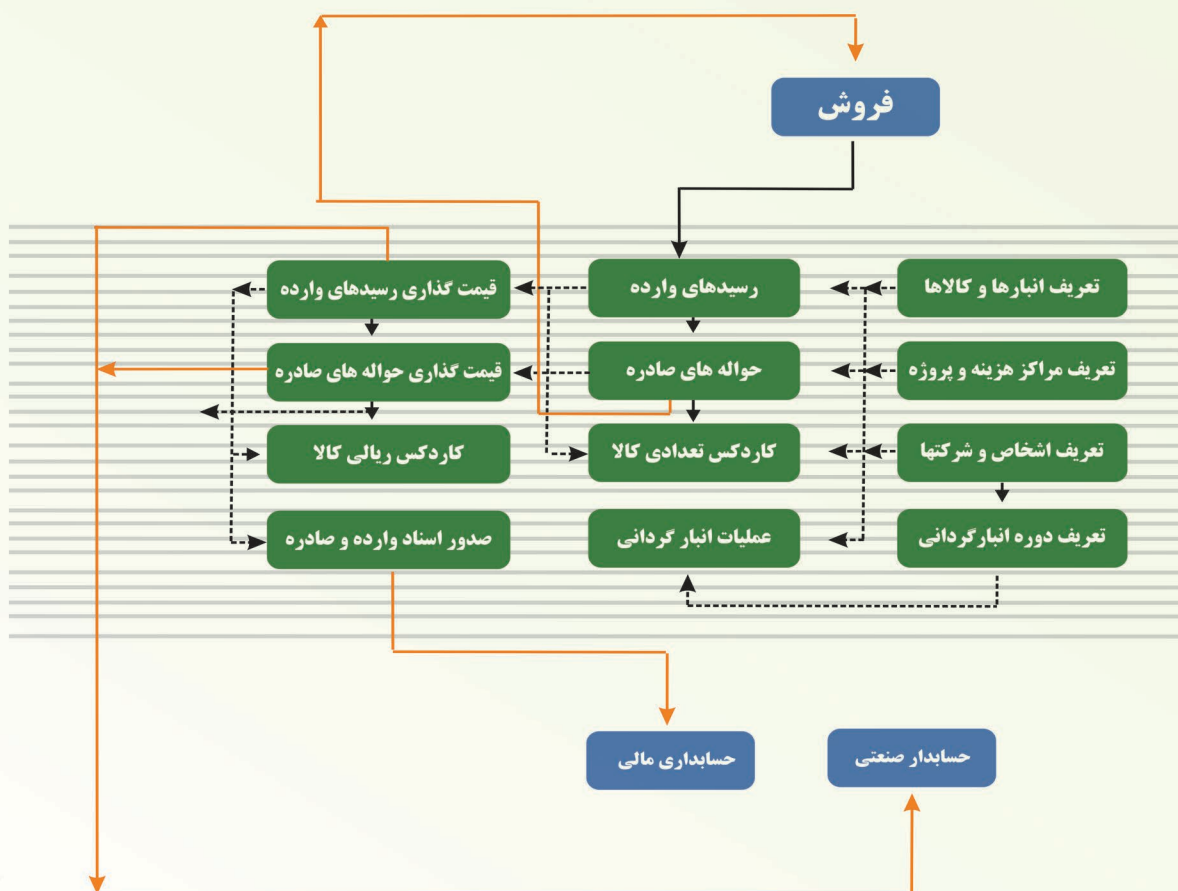 فروش
تعریف انبارها و کالاها
رسیدهای وارده
قیمت گذاری رسیدهای وارده
تعریف مراکز هزینه و پروژه
حواله های صادره
قیمت گذاری حواله های صادره
تعریف اشخاص و شرکتها
کاردکس تعدادی کالا
کاردکس ریالی کالا
تعریف دوره انبارگردانی
عملیات انبار گردانی
صدور اسناد وارده و صادره
حسابدار صنعتی
حسابداری مالی